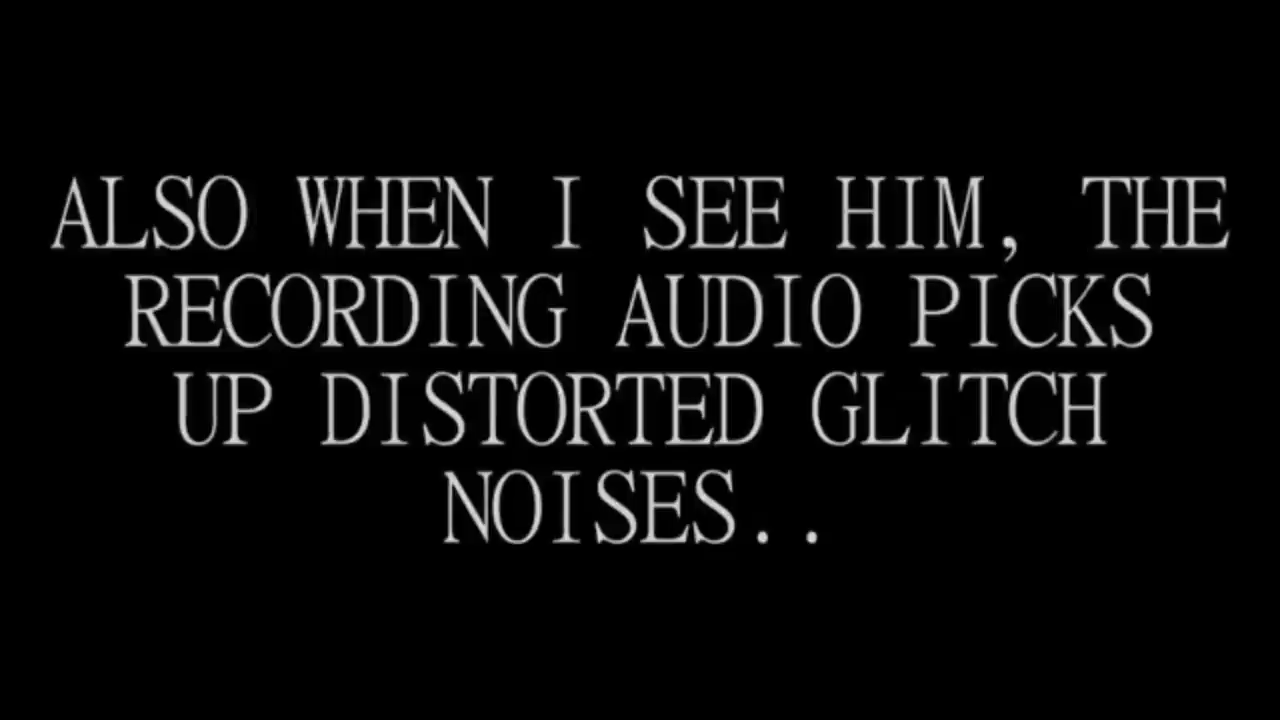 ALSO WHEN I SEE HIM, THE
RECORDING AUDIO PICKS
UP DISTORTED GLITCH
NOISES..